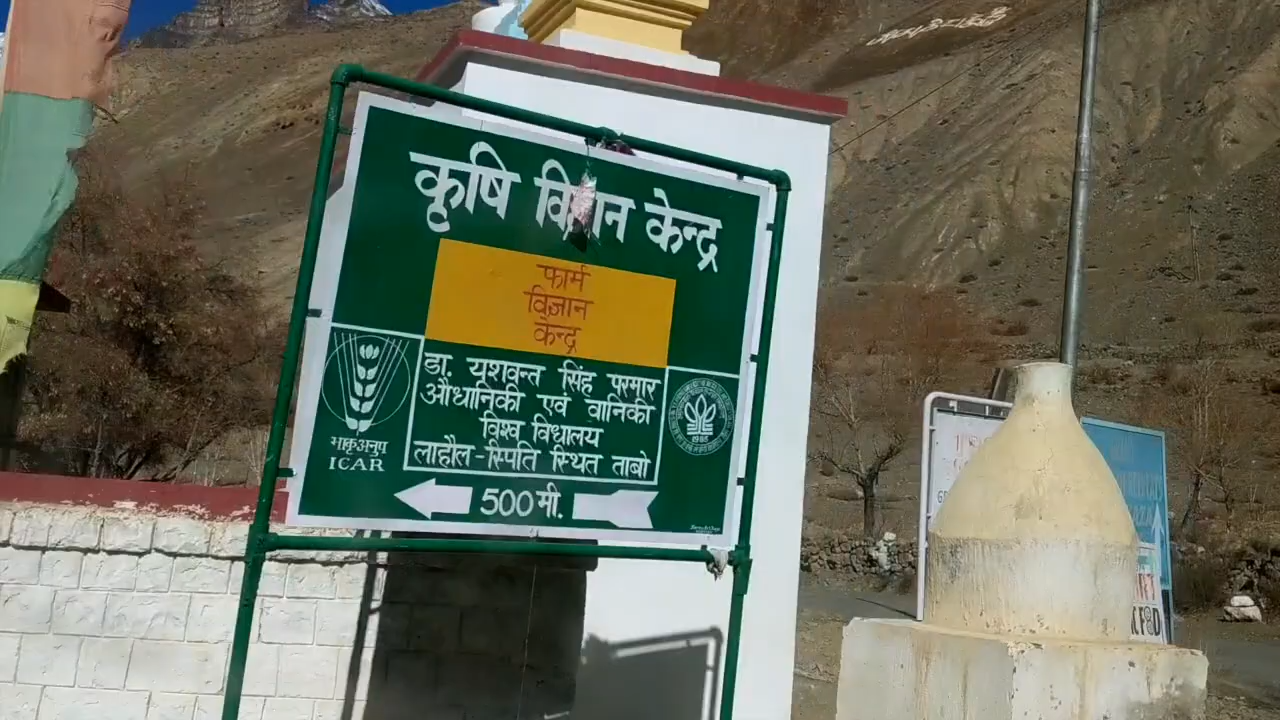 कृषि विज्ञान केन्द्र
फार्म
विज्ञान
केन्द्र
डा. यशवन्त सिंह परमार
औधानिकी एवं वानिकी
विश्व विधालय
लाहौल-स्पिति स्थित ताबो
भाकृअनुप
ICAR
1985
500 मी.